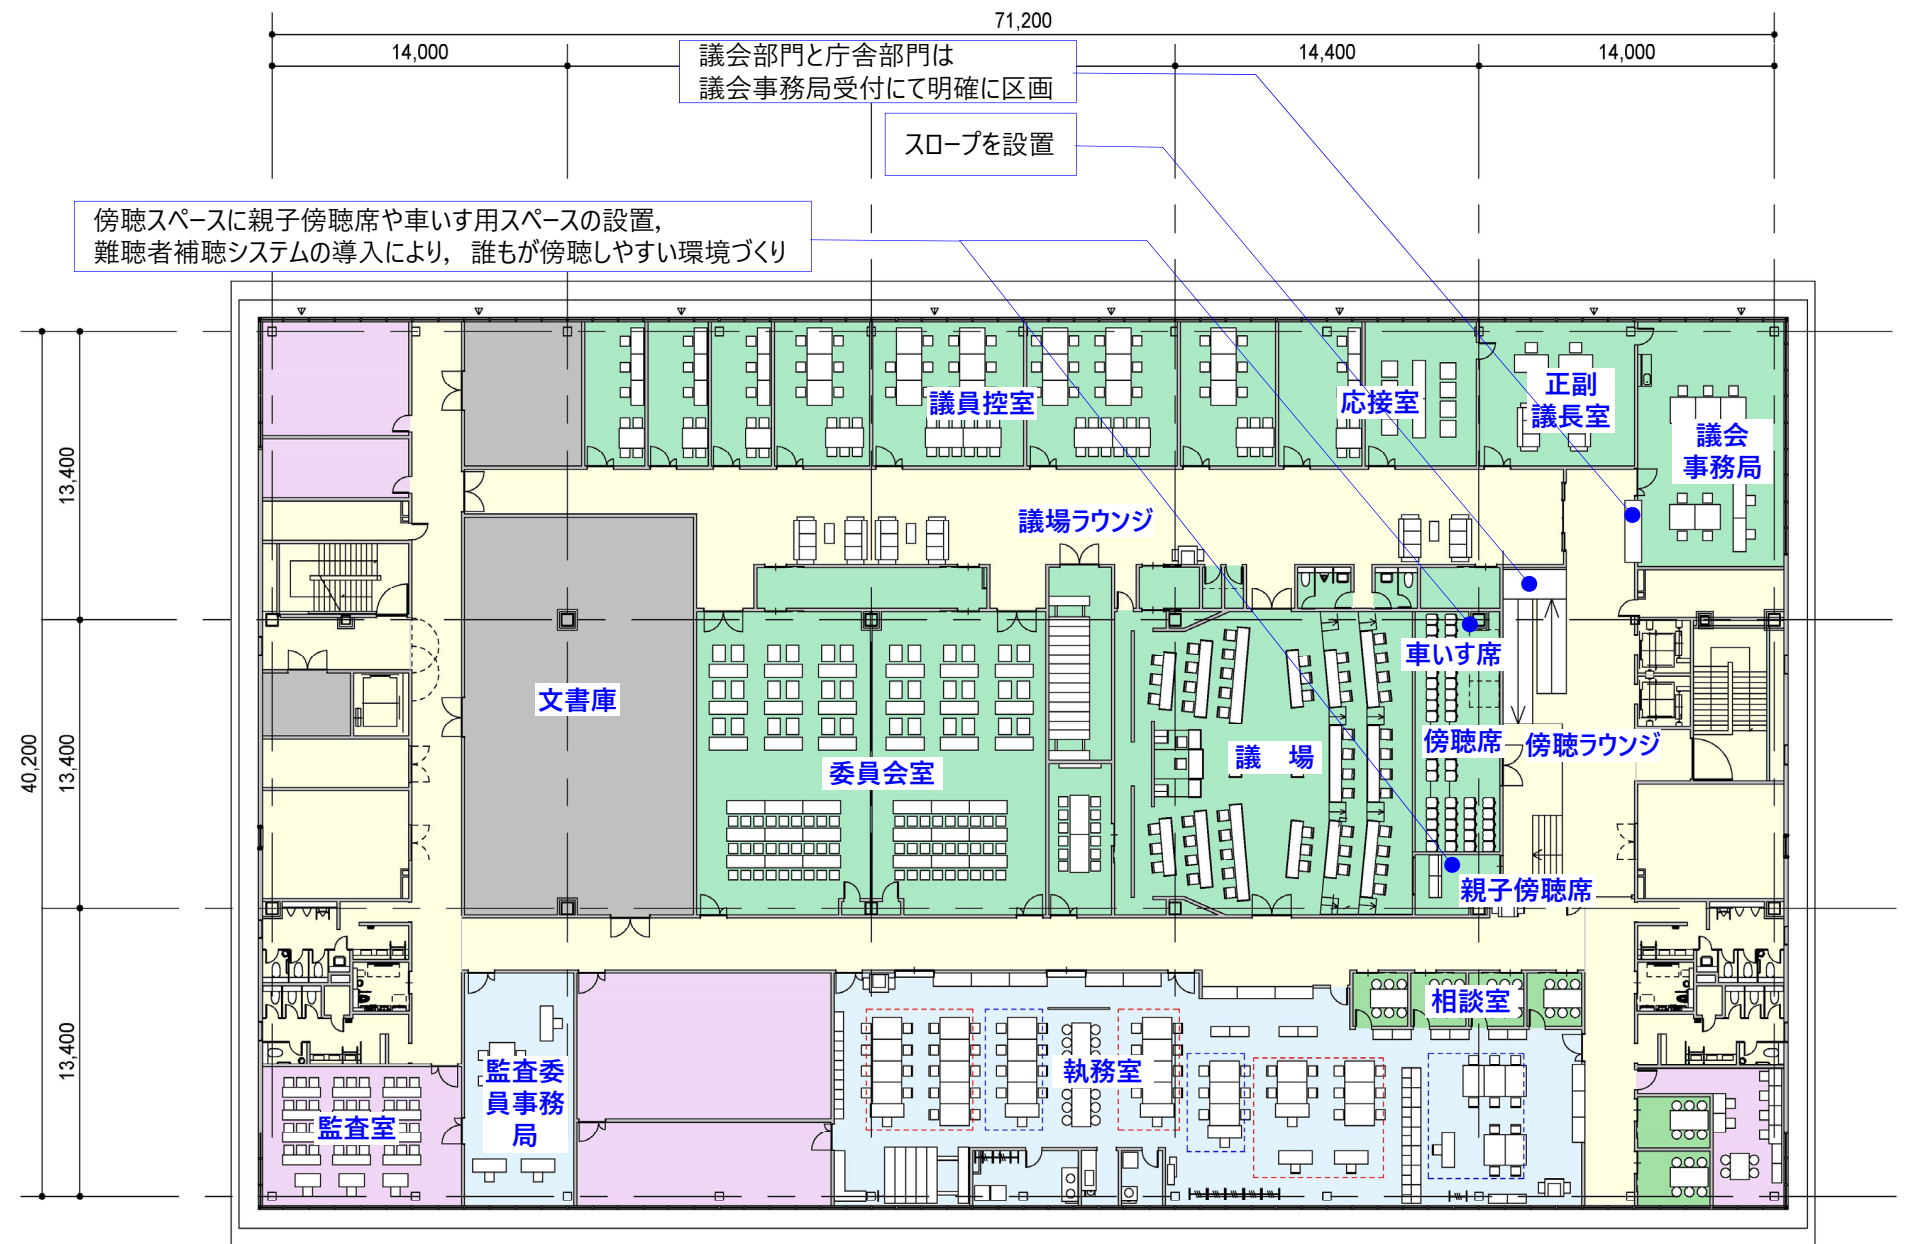 71,200
14,000
14,400
14,000
議会部門と庁舎部門は
議会事務局受付にて明確に区画
スロープを設置
傍聴スペースに親子傍聴席や車いす用スペースの設置,
難聴者補聴システムの導入により, 誰もが傍聴しやすい環境づくり
40,200
13,400
13,400
13,400
議員控室
応接室
正副
議長室
議会
事務局
議場ラウンジ
車いす席
文書庫
委員会室
議 場
傍聴席
傍聴ラウンジ
親子傍聴席
相談室
監査室
監査委
員事務
局
執務室